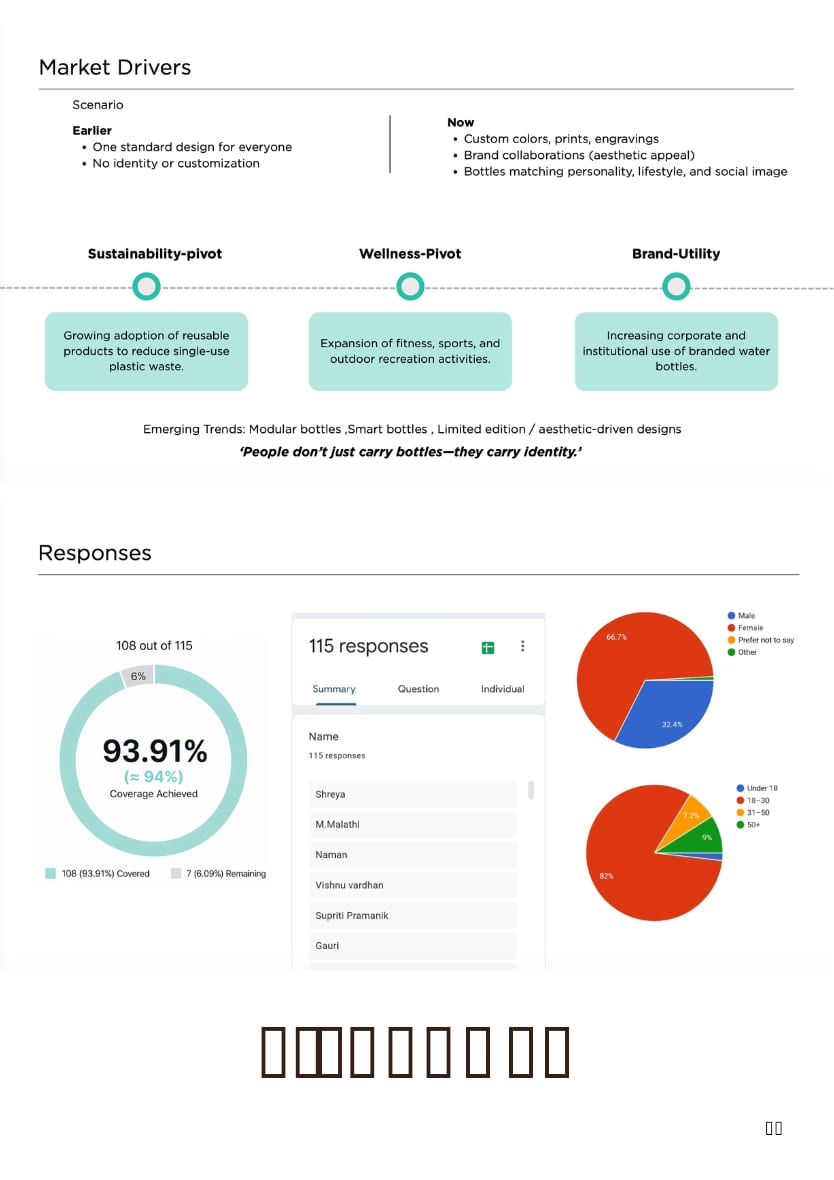 Market Drivers
Scenario
Earlier
• One standard design for everyone
• No identity or customization
Now
• Custom colors, prints, engravings
• Brand collaborations (aesthetic appeal)
• Bottles matching personality, lifestyle, and social image
Sustainability-pivot
Growing adoption of reusable
products to reduce single-use
plastic waste.
Wellness-Pivot
Expansion of fitness, sports, and
outdoor recreation activities.
Brand-Utility
Increasing corporate and
institutional use of branded water
bottles.
Emerging Trends: Modular bottles ,Smart bottles , Limited edition / aesthetic-driven designs
‘People don’t just carry bottles—they carry identity.’
Responses
108 out of 115
6%
93.91%
(≈ 94%)
Coverage Achieved
108 (93.91%) Covered
7 (6.09%) Remaining
115 responses
Summary
Question
Individual
Name
115 responses
Shreya
M.Malathi
Naman
Vishnu vardhan
Supriti Pramanik
Gauri
66.7%
32.4%
Male
Female
Prefer not to say
Other
7.2%
9%
82%
Under 18
18–30
31–50
50+